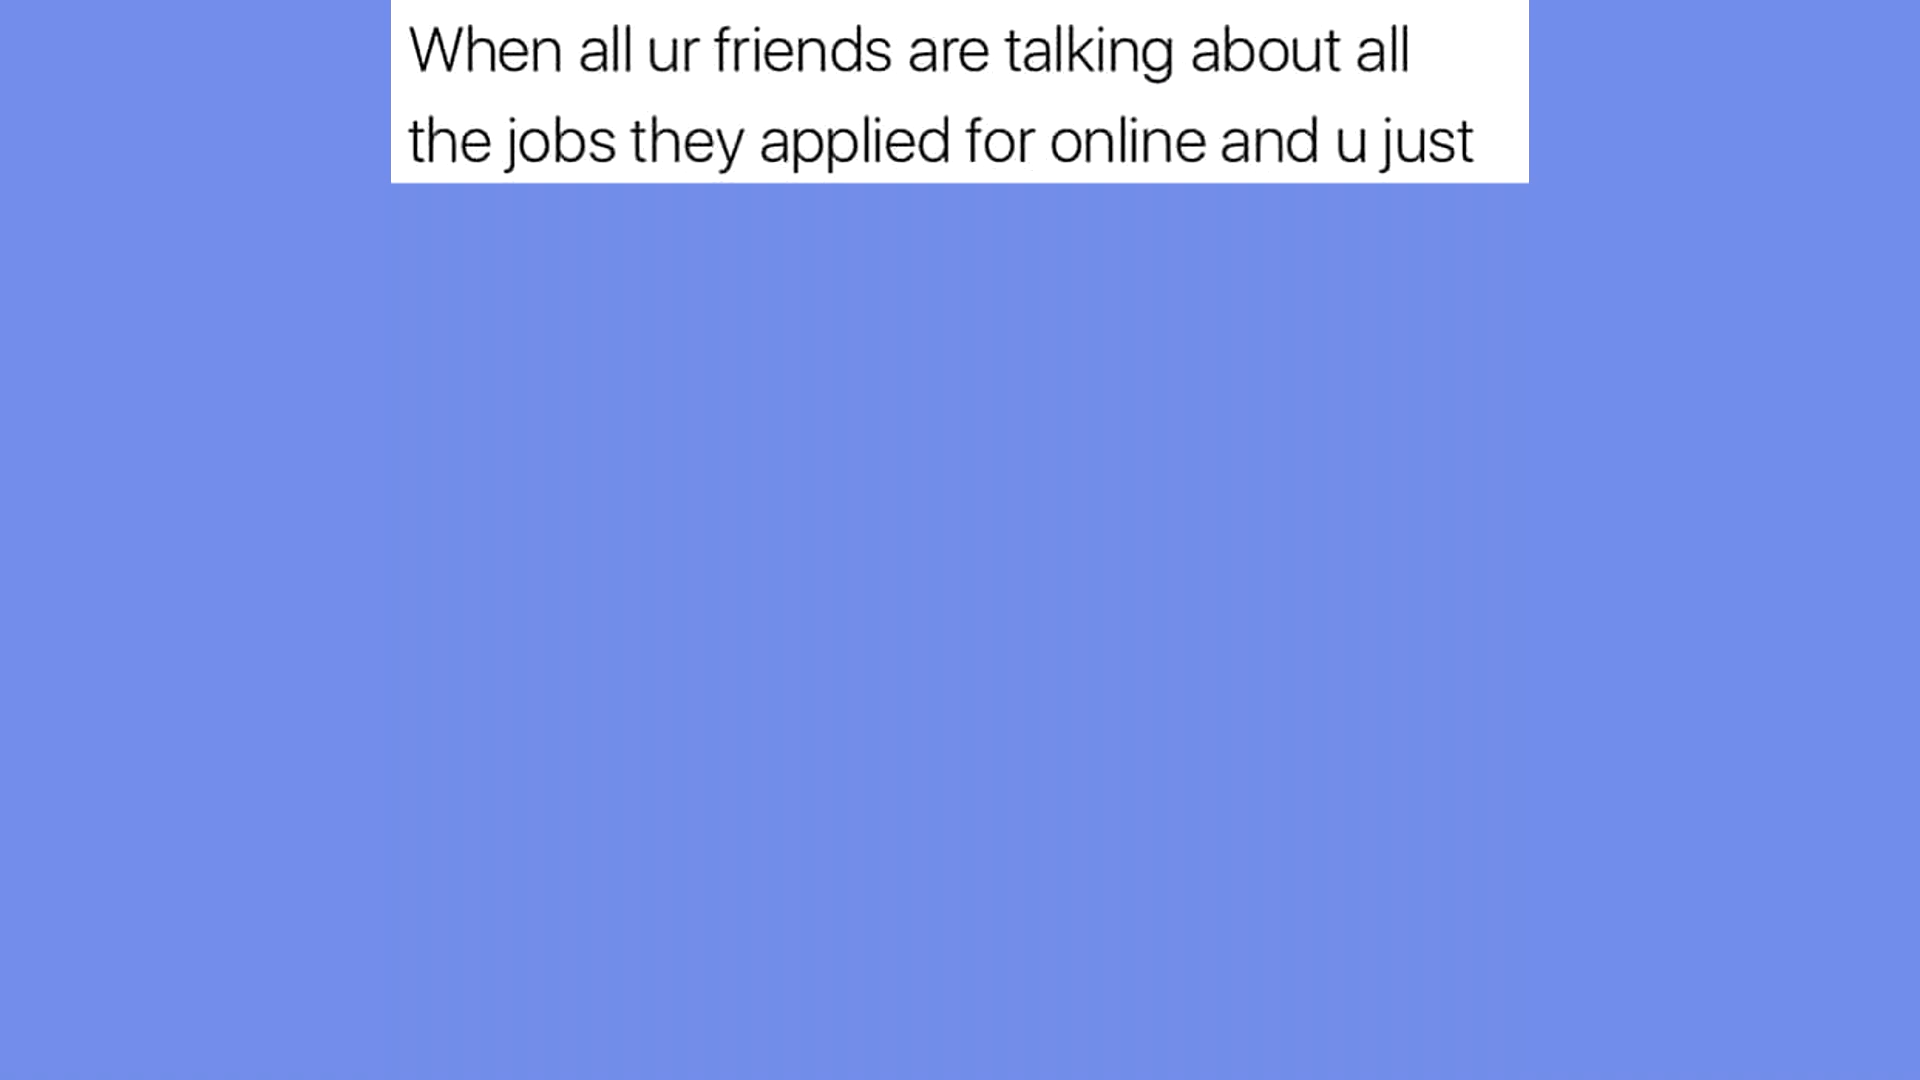 When all ur friends are talking about all
the jobs they applied for online and u just